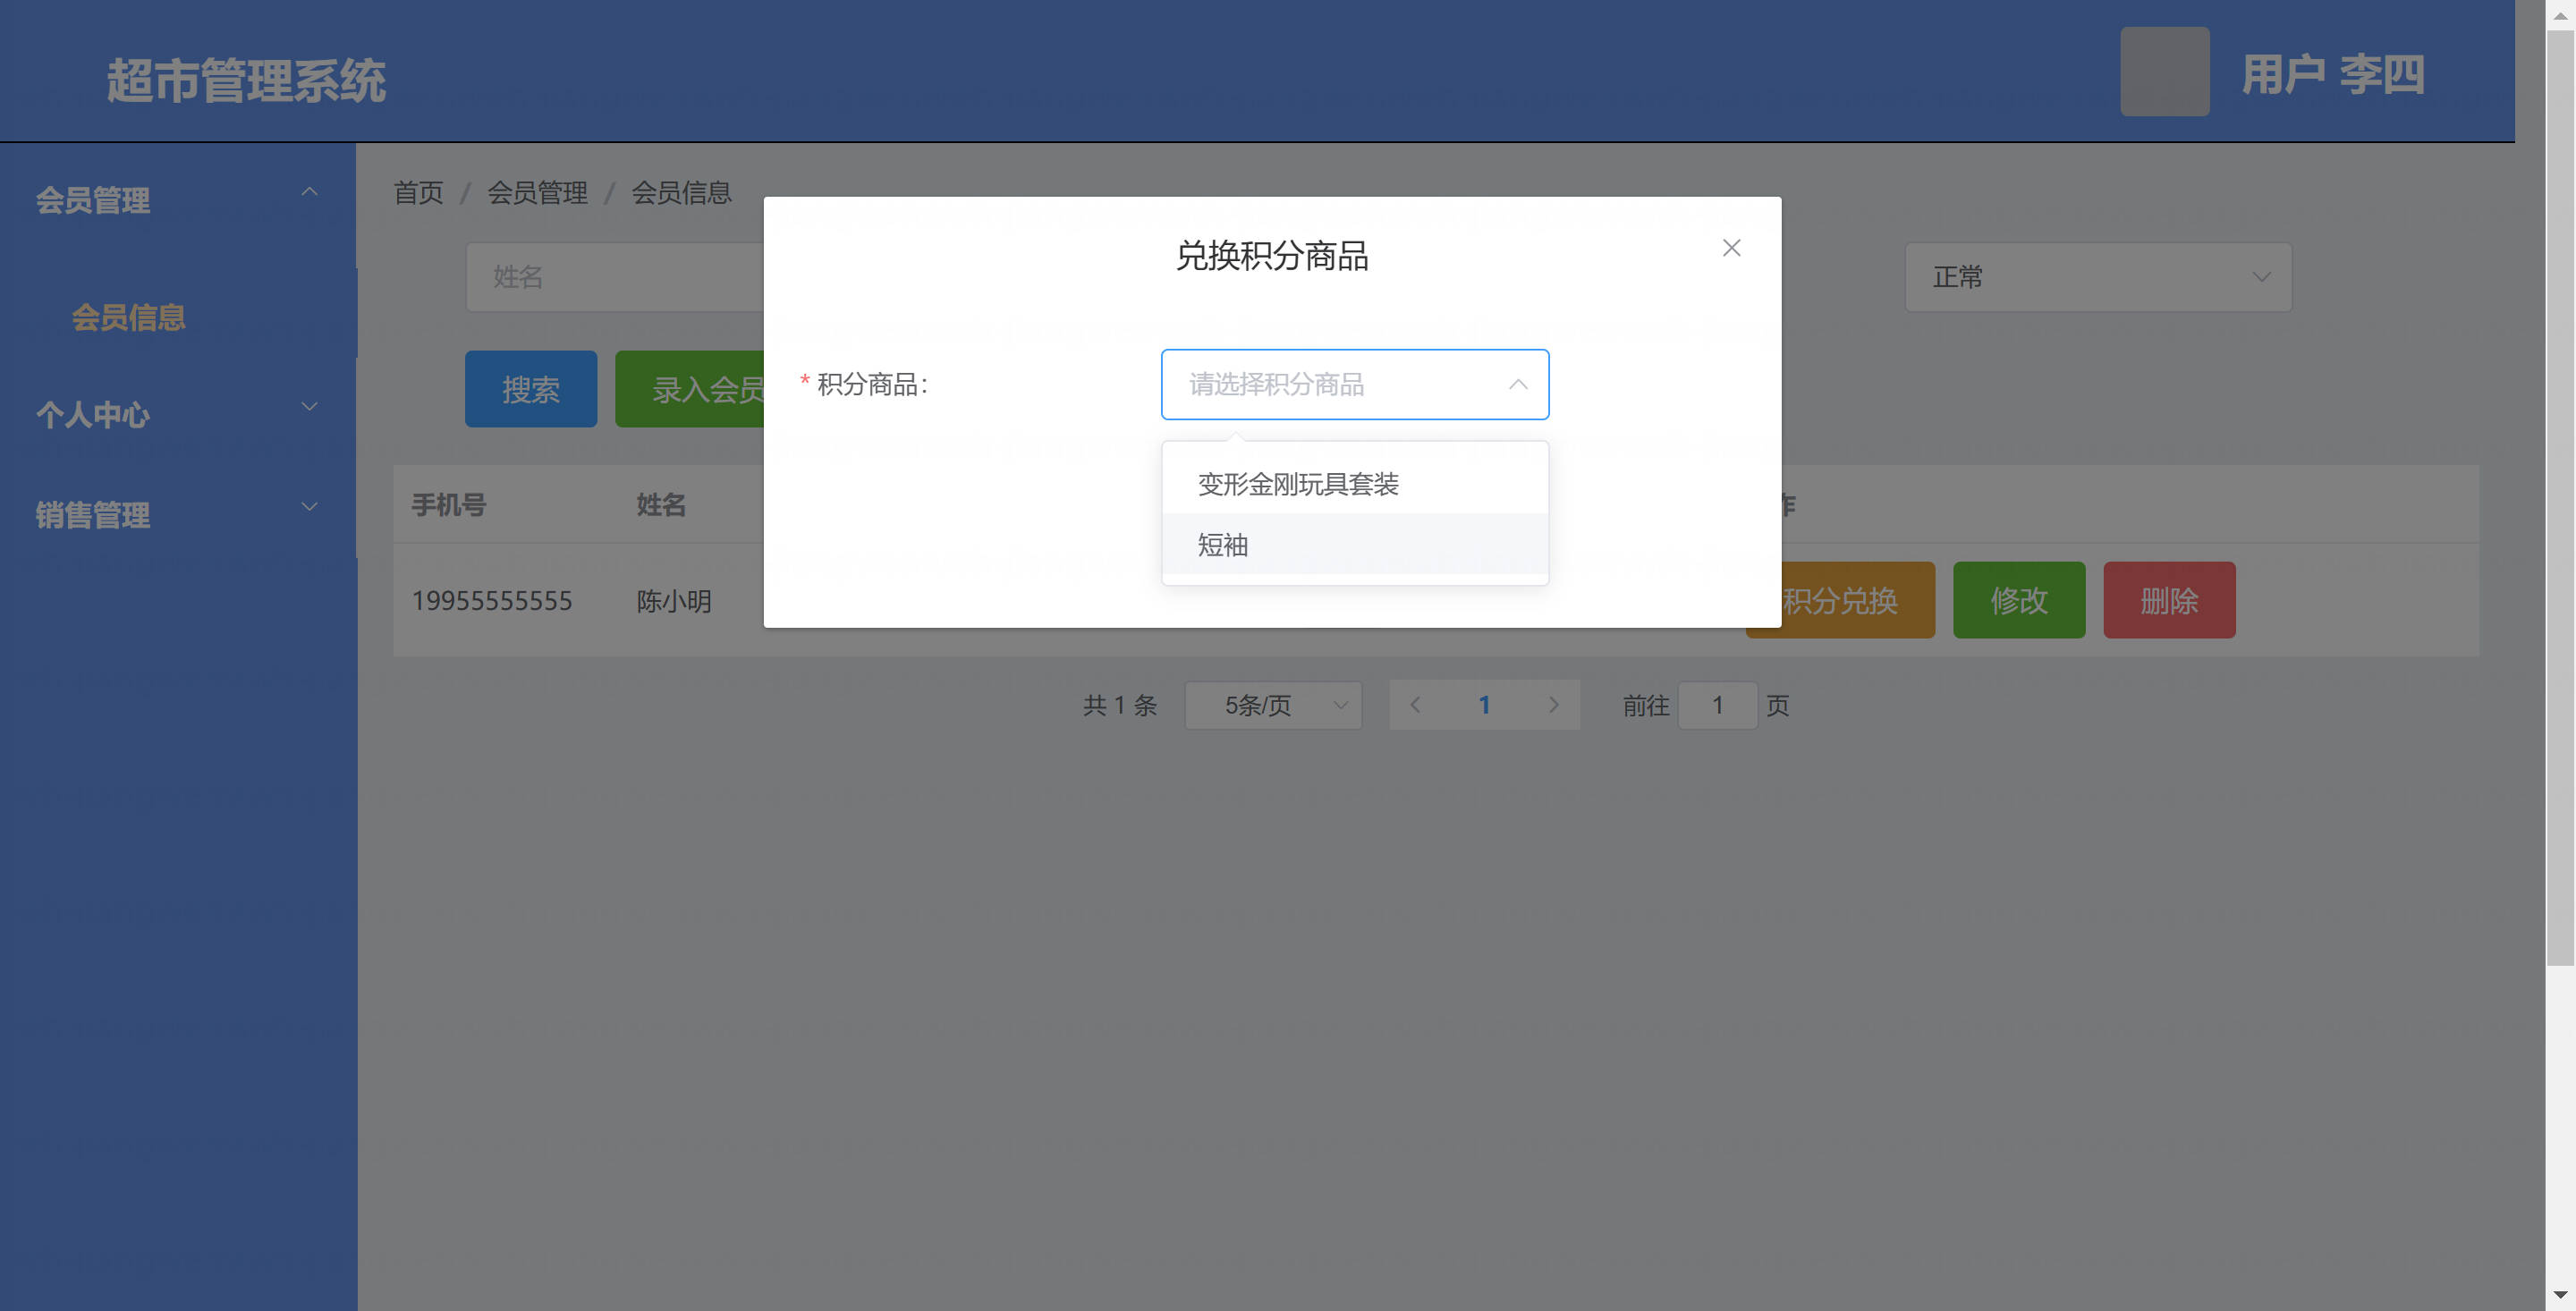 超市管理系统
用户 李四
会员管理
会员信息
个人中心
销售管理
首页 / 会员管理 / 会员信息
姓名
正常
搜索
录入会员
兑换积分商品
* 积分商品：
请选择积分商品
变形金刚玩具套装
短袖
手机号 姓名
19955555555 陈小明
积分兑换 修改 删除
共 1 条 5条/页 1 前往 1 页